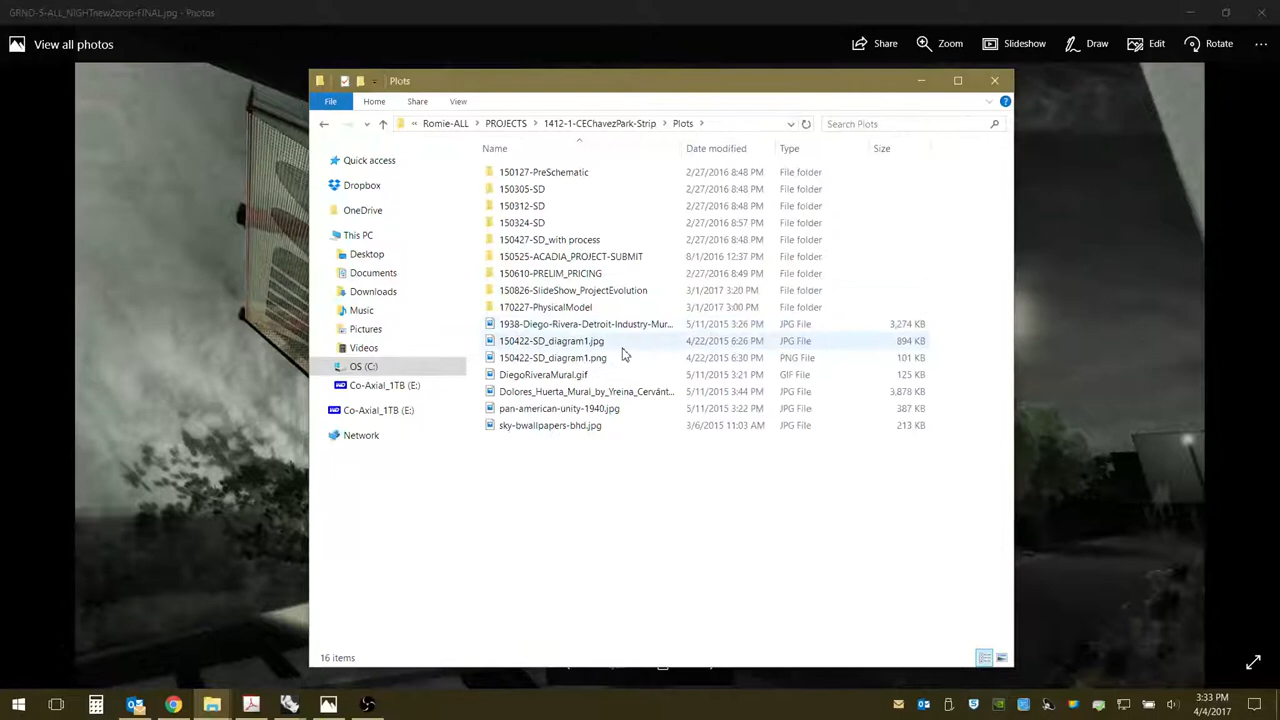 GRND-S-ALL_NIGHTnew2crop-FINAL.jpg - Photos
View all photos
Share Zoom Slideshow Draw Edit Rotate
Plots
File Home Share View
« Romie-ALL > PROJECTS > 1412-1-CEChavezPark-Strip > Plots >
Search Plots
Name Date modified Type Size
Quick access
Dropbox
OneDrive
This PC
Desktop
Documents
Downloads
Music
Pictures
Videos
OS (C:)
Co-Axial_1TB (E:)
Co-Axial_1TB (E:)
Network
150127-PreSchematic 2/27/2016 8:48 PM File folder
150305-SD 2/27/2016 8:48 PM File folder
150312-SD 2/27/2016 8:48 PM File folder
150324-SD 2/27/2016 8:57 PM File folder
150427-SD_with process 2/27/2016 8:48 PM File folder
150525-ACADIA_PROJECT-SUBMIT 8/1/2016 12:37 PM File folder
150610-PRELIM_PRICING 2/27/2016 8:49 PM File folder
150826-SlideShow_ProjectEvolution 3/1/2017 3:20 PM File folder
170227-PhysicalModel 3/1/2017 3:00 PM File folder
1938-Diego-Rivera-Detroit-Industry-Mur... 5/11/2015 3:26 PM JPG File 3,274 KB
150422-SD_diagram1.jpg 4/22/2015 6:26 PM JPG File 894 KB
150422-SD_diagram1.png 4/22/2015 6:30 PM PNG File 101 KB
DiegoRiveraMural.gif 5/11/2015 3:21 PM GIF File 125 KB
Dolores_Huerta_Mural_by_Yreina_Cervánt... 5/11/2015 3:44 PM JPG File 3,878 KB
pan-american-unity-1940.jpg 5/11/2015 3:22 PM JPG File 387 KB
sky-bwallpapers-bhd.jpg 3/6/2015 11:03 AM JPG File 213 KB
16 items
3:33 PM
4/4/2017